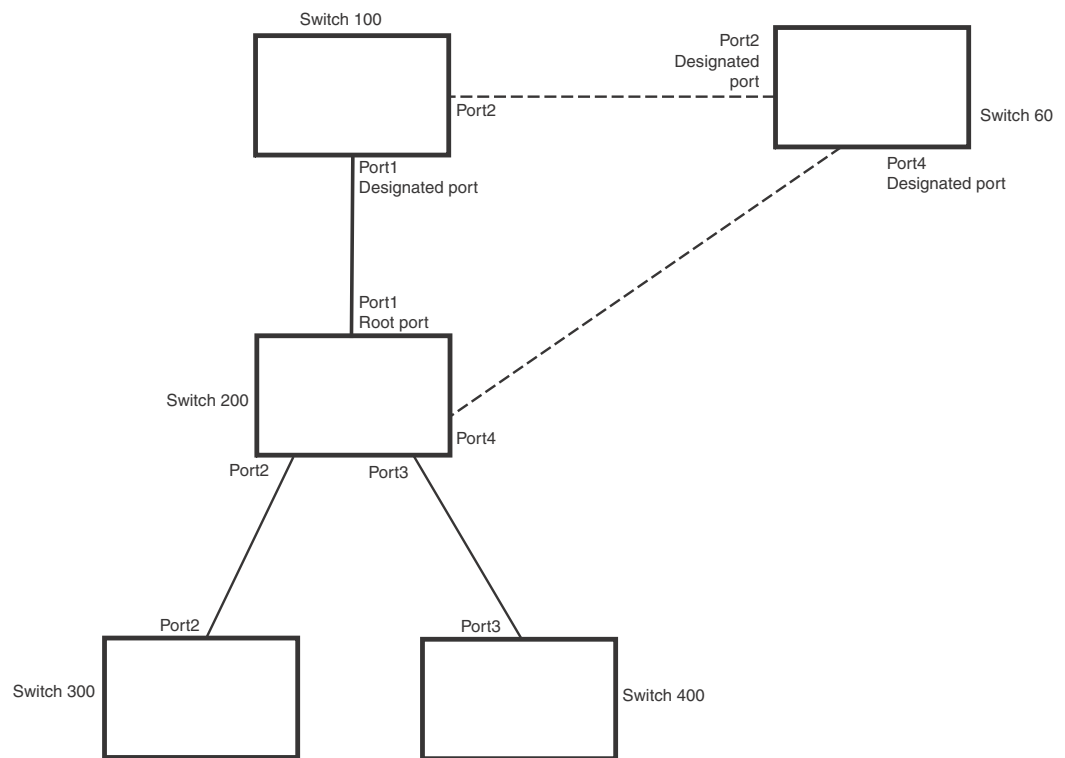 Switch 100
Port2
Designated
port
Port2
Switch 60
Port1
Designated port
Port4
Designated port
Port1
Root port
Switch 200
Port4
Port2
Port3
Port2
Port3
Switch 300
Switch 400